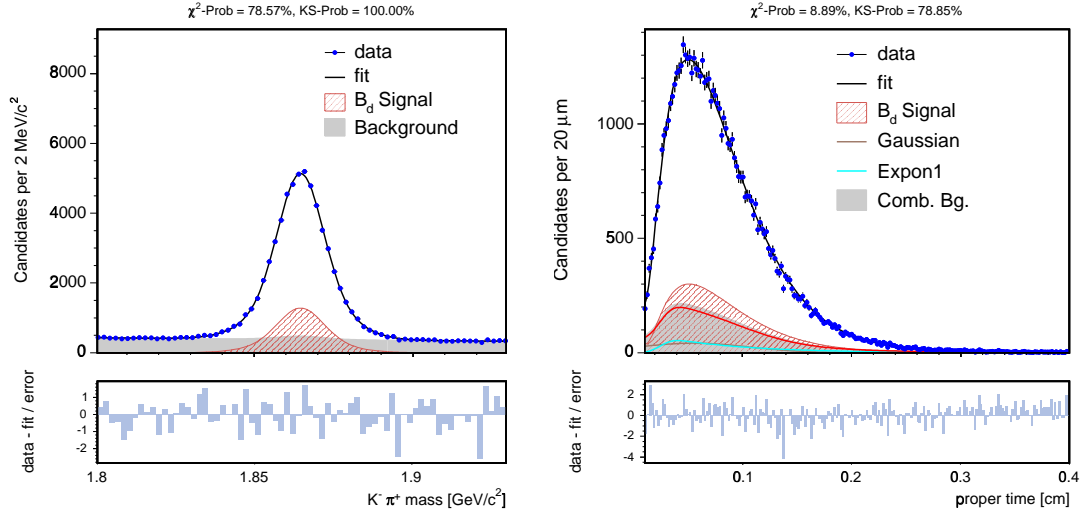 χ²-Prob = 78.57%, KS-Prob = 100.00%
Candidates per 2 MeV/c²
8000
6000
4000
2000
0
data
fit
B_d Signal
Background
data - fit / error
1
0
-1
-2
1.8
1.85
1.9
K⁻ π⁺ mass [GeV/c²]
χ²-Prob = 8.89%, KS-Prob = 78.85%
Candidates per 20 μm
1000
500
0
data
fit
B_d Signal
Gaussian
Expon1
Comb. Bg.
data - fit / error
2
0
-2
-4
0.1
0.2
0.3
0.4
proper time [cm]